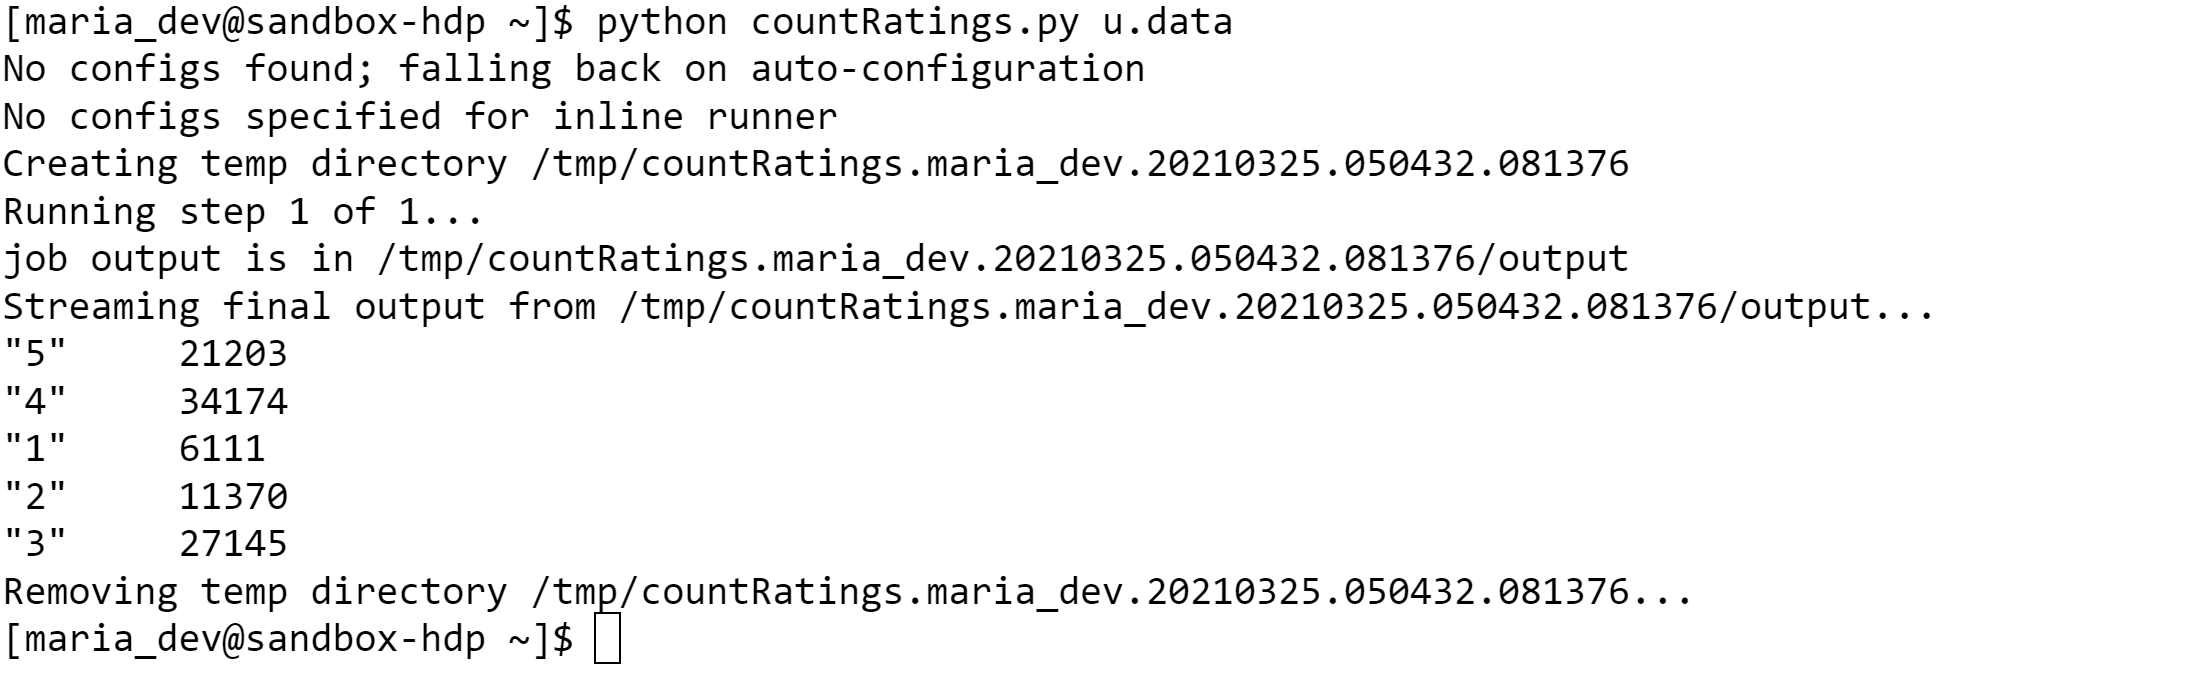 [maria_dev@sandbox-hdp ~]$ python countRatings.py u.data
No configs found; falling back on auto-configuration
No configs specified for inline runner
Creating temp directory /tmp/countRatings.maria_dev.20210325.050432.081376
Running step 1 of 1...
job output is in /tmp/countRatings.maria_dev.20210325.050432.081376/output
Streaming final output from /tmp/countRatings.maria_dev.20210325.050432.081376/output...
"5"     21203
"4"     34174
"1"     6111
"2"     11370
"3"     27145
Removing temp directory /tmp/countRatings.maria_dev.20210325.050432.081376...
[maria_dev@sandbox-hdp ~]$